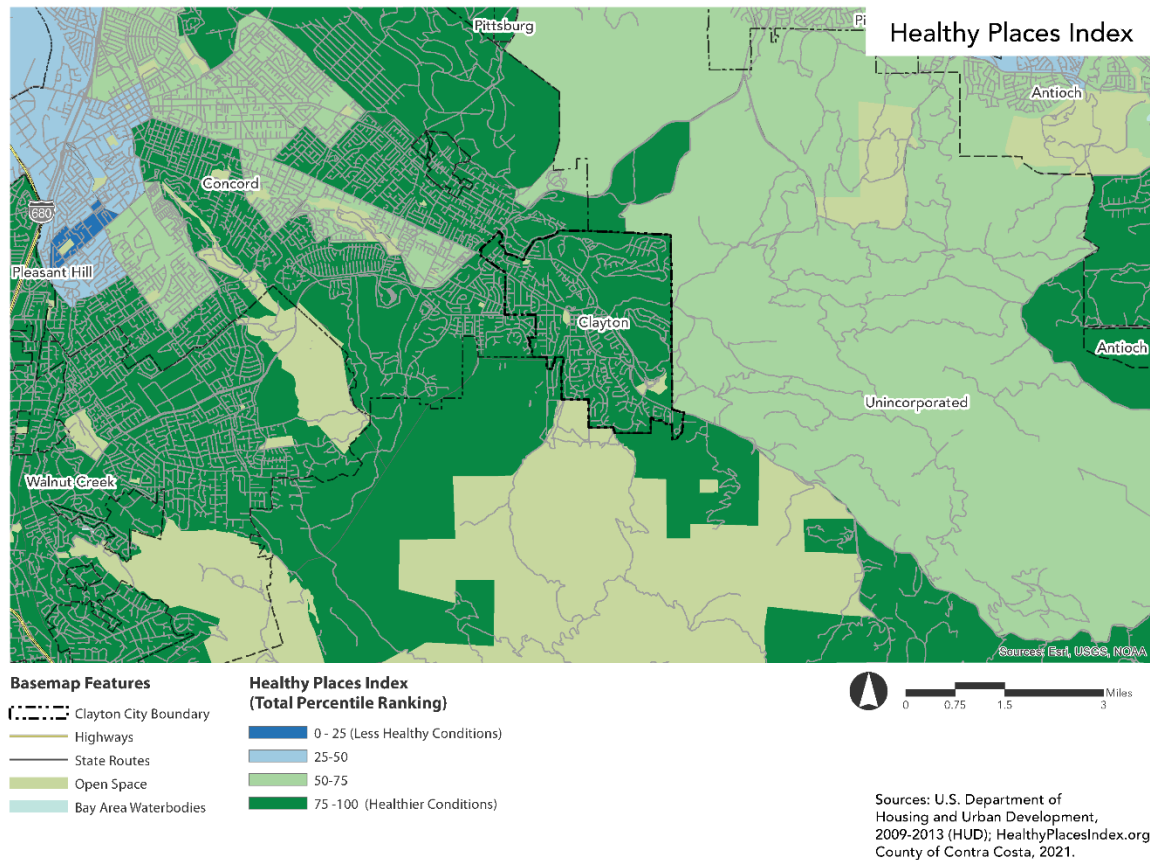 Healthy Places Index
Pittsburg
Pi
Antioch
Concord
680
Pleasant Hill
Clayton
Antioch
Unincorporated
Walnut Creek
Sources: Esri, USGS, NOAA
Basemap Features
Clayton City Boundary
Highways
State Routes
Open Space
Bay Area Waterbodies
Healthy Places Index
(Total Percentile Ranking)
0 - 25 (Less Healthy Conditions)
25-50
50-75
75 -100 (Healthier Conditions)
Miles
0 0.75 1.5 3
Sources: U.S. Department of
Housing and Urban Development,
2009-2013 (HUD); HealthyPlacesIndex.org
County of Contra Costa, 2021.